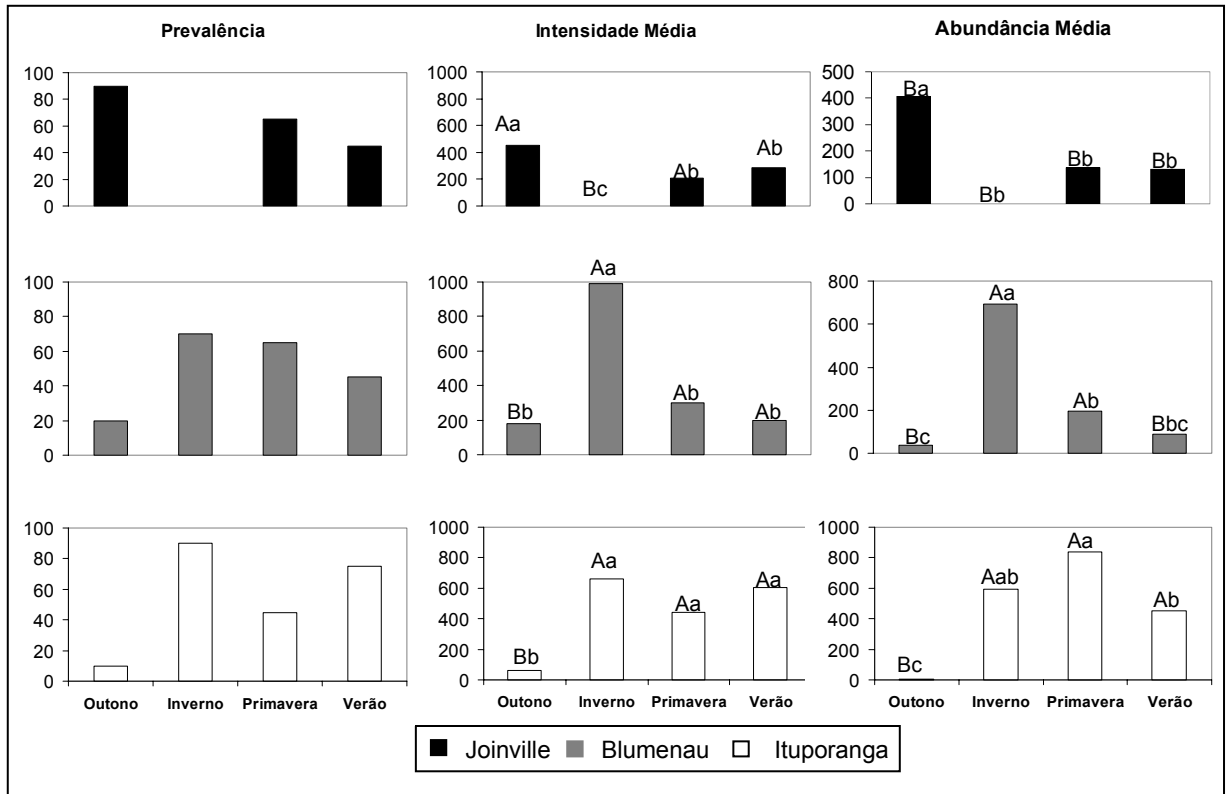 Prevalência
Intensidade Média
Abundância Média
100
80
60
40
20
0
1000
800
600
400
200
0
Aa
Bc
Ab
Ab
500
400
300
200
100
0
Ba
Bb
Bb
Bb
100
80
60
40
20
0
1000
800
600
400
200
0
Bb
Aa
Ab
Ab
800
600
400
200
0
Bc
Aa
Ab
Bbc
100
80
60
40
20
0
Outono Inverno Primavera Verão
1000
800
600
400
200
0
Bb
Aa
Aa
Aa
Outono Inverno Primavera Verão
1000
800
600
400
200
0
Bc
Aab
Aa
Ab
Outono Inverno Primavera Verão
Joinville Blumenau Ituporanga